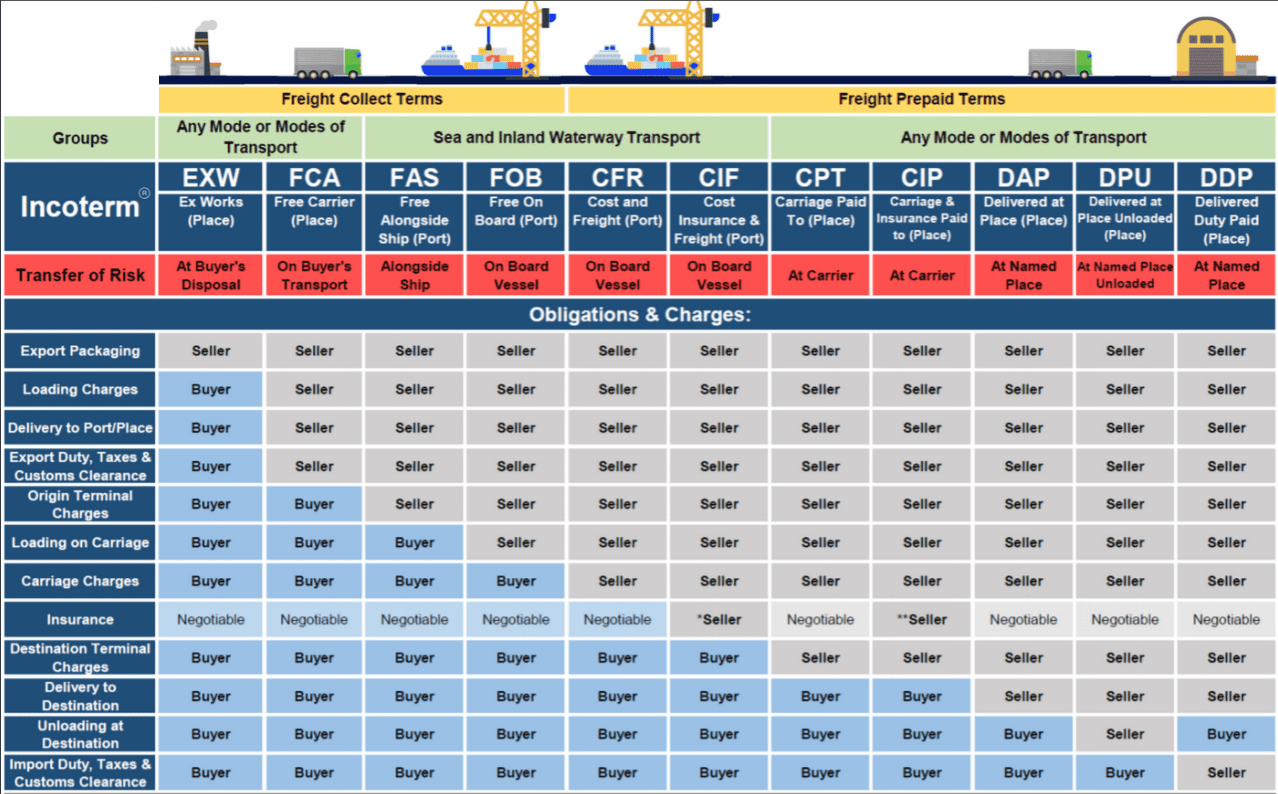 Freight Collect Terms Freight Prepaid Terms
Groups Any Mode or Modes of Transport Sea and Inland Waterway Transport Any Mode or Modes of Transport
Incoterm® EXW FCA FAS FOB CFR CIF CPT CIP DAP DPU DDP
Ex Works (Place) Free Carrier (Place) Free Alongside Ship (Port) Free On Board (Port) Cost and Freight (Port) Cost Insurance & Freight (Port) Carriage Paid To (Place) Carriage & Insurance Paid to (Place) Delivered at Place (Place) Delivered at Place Unloaded (Place) Delivered Duty Paid (Place)
Transfer of Risk At Buyer's Disposal On Buyer's Transport Alongside Ship On Board Vessel On Board Vessel On Board Vessel At Carrier At Carrier At Named Place At Named Place Unloaded At Named Place
Obligations & Charges:
Export Packaging Seller Seller Seller Seller Seller Seller Seller Seller Seller Seller Seller
Loading Charges Buyer Seller Seller Seller Seller Seller Seller Seller Seller Seller Seller
Delivery to Port/Place Buyer Seller Seller Seller Seller Seller Seller Seller Seller Seller Seller
Export Duty, Taxes & Customs Clearance Buyer Seller Seller Seller Seller Seller Seller Seller Seller Seller Seller
Origin Terminal Charges Buyer Buyer Seller Seller Seller Seller Seller Seller Seller Seller Seller
Loading on Carriage Buyer Buyer Buyer Seller Seller Seller Seller Seller Seller Seller Seller
Carriage Charges Buyer Buyer Buyer Buyer Seller Seller Seller Seller Seller Seller Seller
Insurance Negotiable Negotiable Negotiable Negotiable Negotiable *Seller Negotiable **Seller Negotiable Negotiable Negotiable
Destination Terminal Charges Buyer Buyer Buyer Buyer Buyer Buyer Seller Seller Seller Seller Seller
Delivery to Destination Buyer Buyer Buyer Buyer Buyer Buyer Buyer Buyer Seller Seller Seller
Unloading at Destination Buyer Buyer Buyer Buyer Buyer Buyer Buyer Buyer Buyer Seller Buyer
Import Duty, Taxes & Customs Clearance Buyer Buyer Buyer Buyer Buyer Buyer Buyer Buyer Buyer Buyer Seller